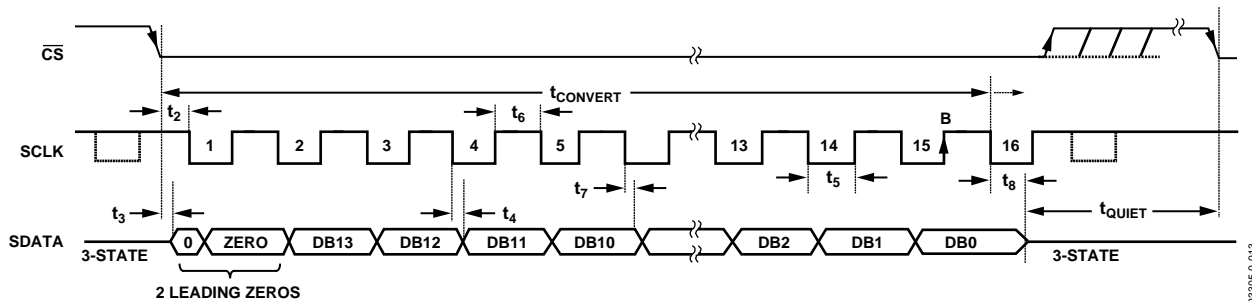 CS
t2
tCONVERT
t6
B
SCLK
1
2
3
4
5
13
14
15
16
t7
t5
t8
t3
t4
tQUIET
SDATA
0
ZERO
DB13
DB12
DB11
DB10
DB2
DB1
DB0
3-STATE
3-STATE
2 LEADING ZEROS